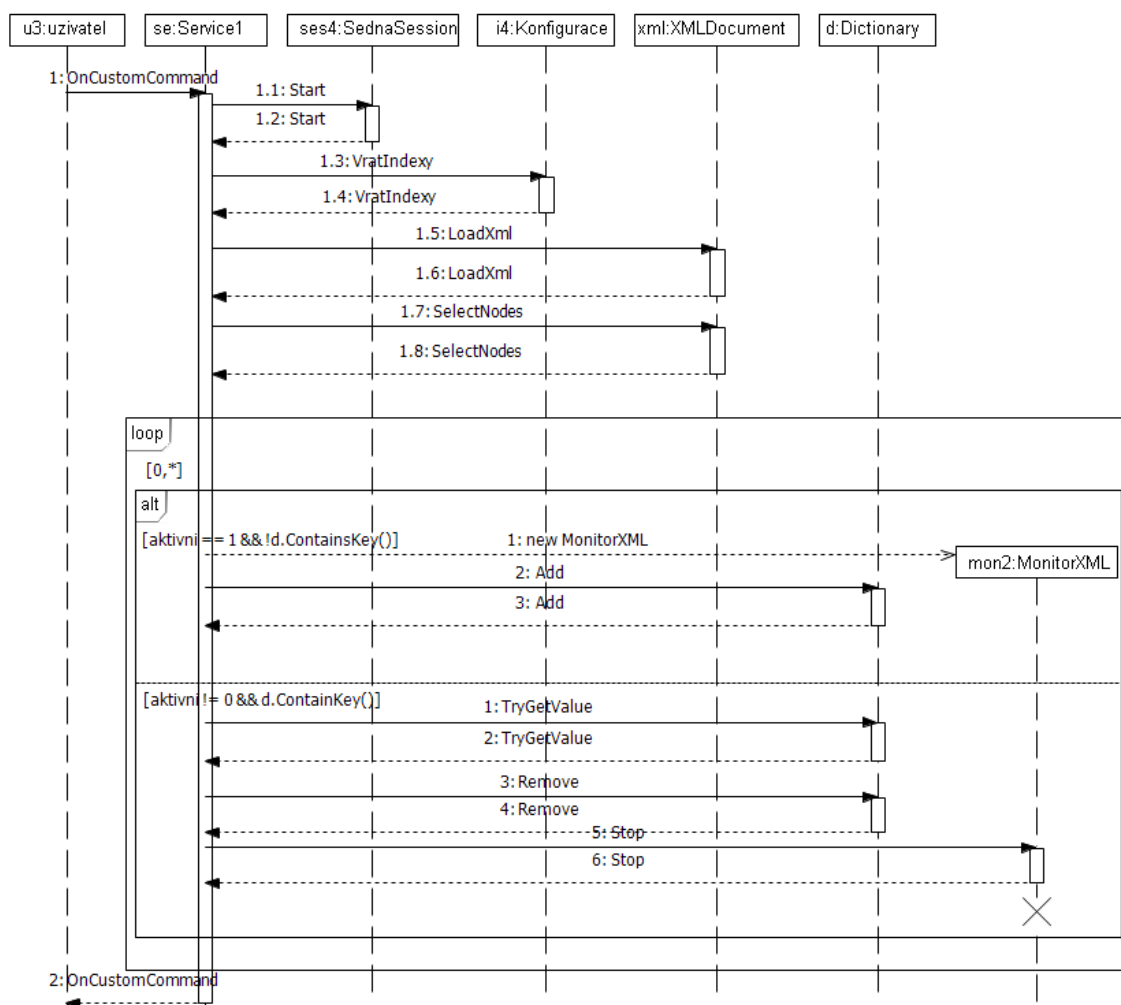 u3:uzivatel
se:Service1
ses4:SednaSession
i4:Konfigurace
xml:XMLDocument
d:Dictionary
1: OnCustomCommand
1.1: Start
1.2: Start
1.3: VratIndexy
1.4: VratIndexy
1.5: LoadXml
1.6: LoadXml
1.7: SelectNodes
1.8: SelectNodes
loop
[0,*]
alt
[aktivni == 1 && !d.ContainsKey()]
1: new MonitorXML
mon2:MonitorXML
2: Add
3: Add
[aktivni != 0 && d.ContainKey()]
1: TryGetValue
2: TryGetValue
3: Remove
4: Remove
5: Stop
6: Stop
2: OnCustomCommand